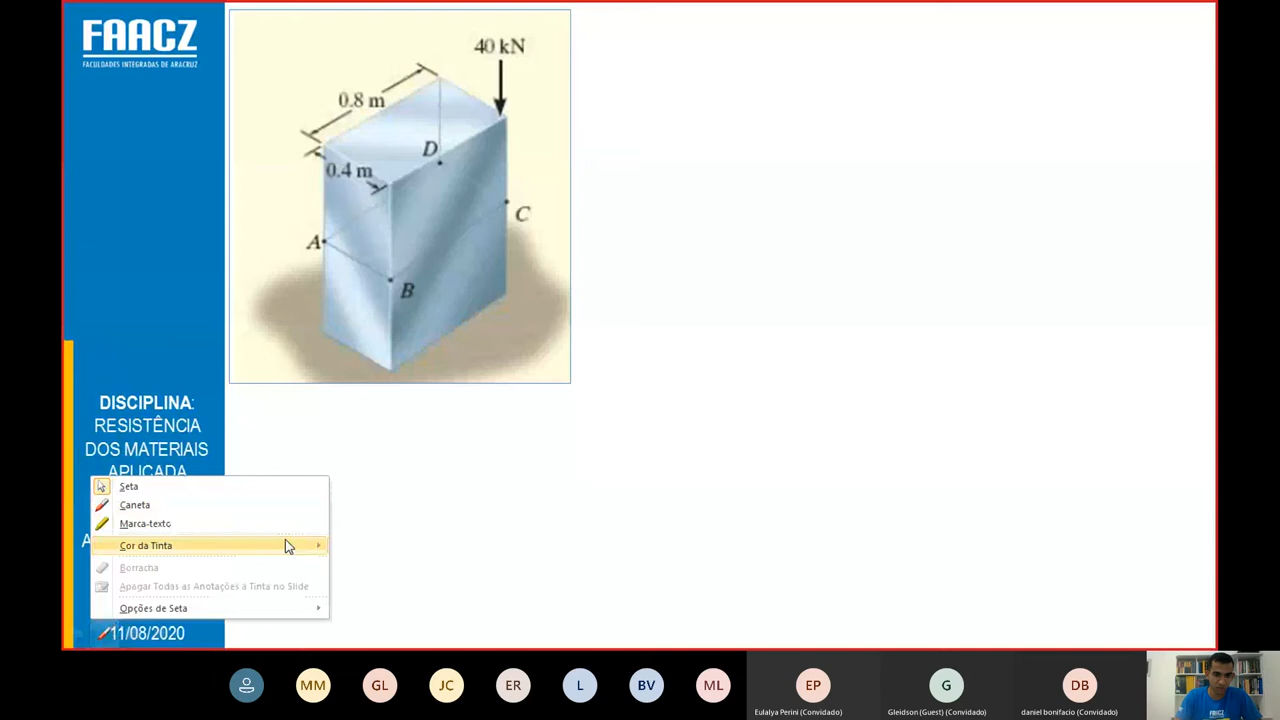 FAACZ
FACULDADES INTEGRADAS DE ARACRUZ
40 kN
0.8 m
D
0.4 m
C
A
B
DISCIPLINA:
RESISTÊNCIA
DOS MATERIAIS
APLICADA
Seta
Caneta
Marca-texto
Cor da Tinta
Borracha
Apagar Todas as Anotações à Tinta no Slide
Opções de Seta
11/08/2020
MM
GL
JC
ER
L
BV
ML
EP
G
DB
Eulalya Perini (Convidado)
Gleidson (Guest) (Convidado)
daniel bonifacio (Convidado)